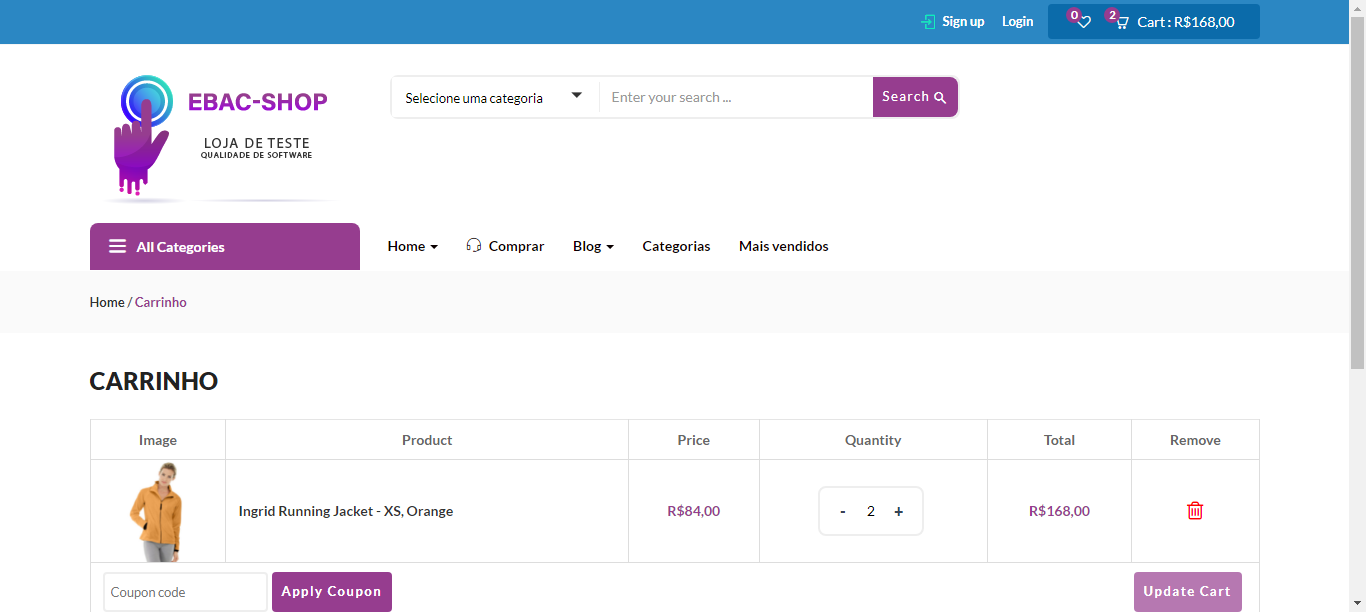 Sign up Login 0 2 Cart : R$168,00
EBAC-SHOP
LOJA DE TESTE
QUALIDADE DE SOFTWARE
Selecione uma categoria Enter your search ... Search
All Categories Home Comprar Blog Categorias Mais vendidos
Home / Carrinho
CARRINHO
Image Product Price Quantity Total Remove
Ingrid Running Jacket - XS, Orange R$84,00 - 2 + R$168,00
Coupon code Apply Coupon Update Cart